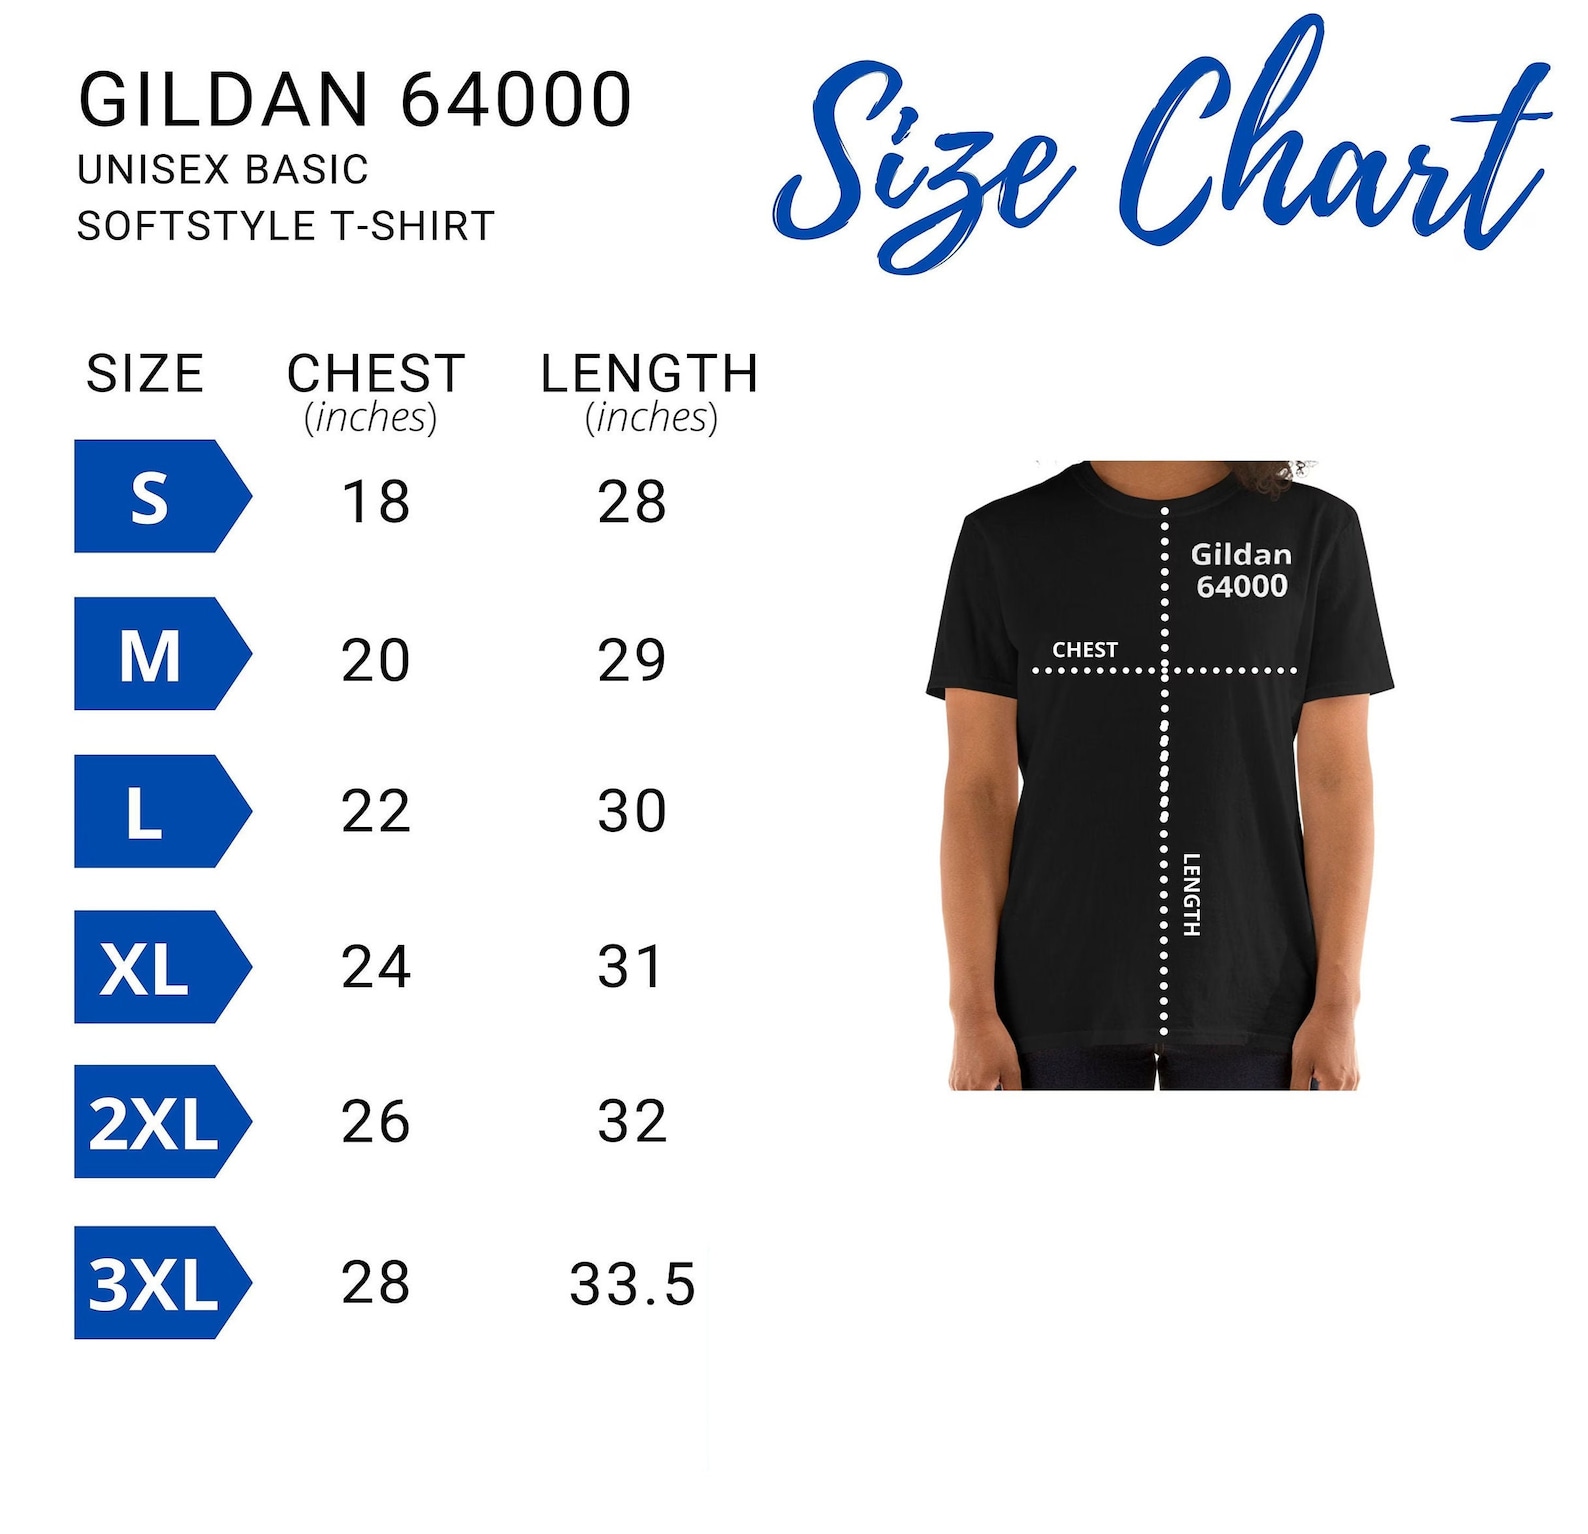 GILDAN 64000
UNISEX BASIC
SOFTSTYLE T-SHIRT
Size Chart
SIZE CHEST LENGTH
(inches) (inches)
S 18 28
M 20 29
L 22 30
XL 24 31
2XL 26 32
3XL 28 33.5
Gildan
64000
CHEST
LENGTH